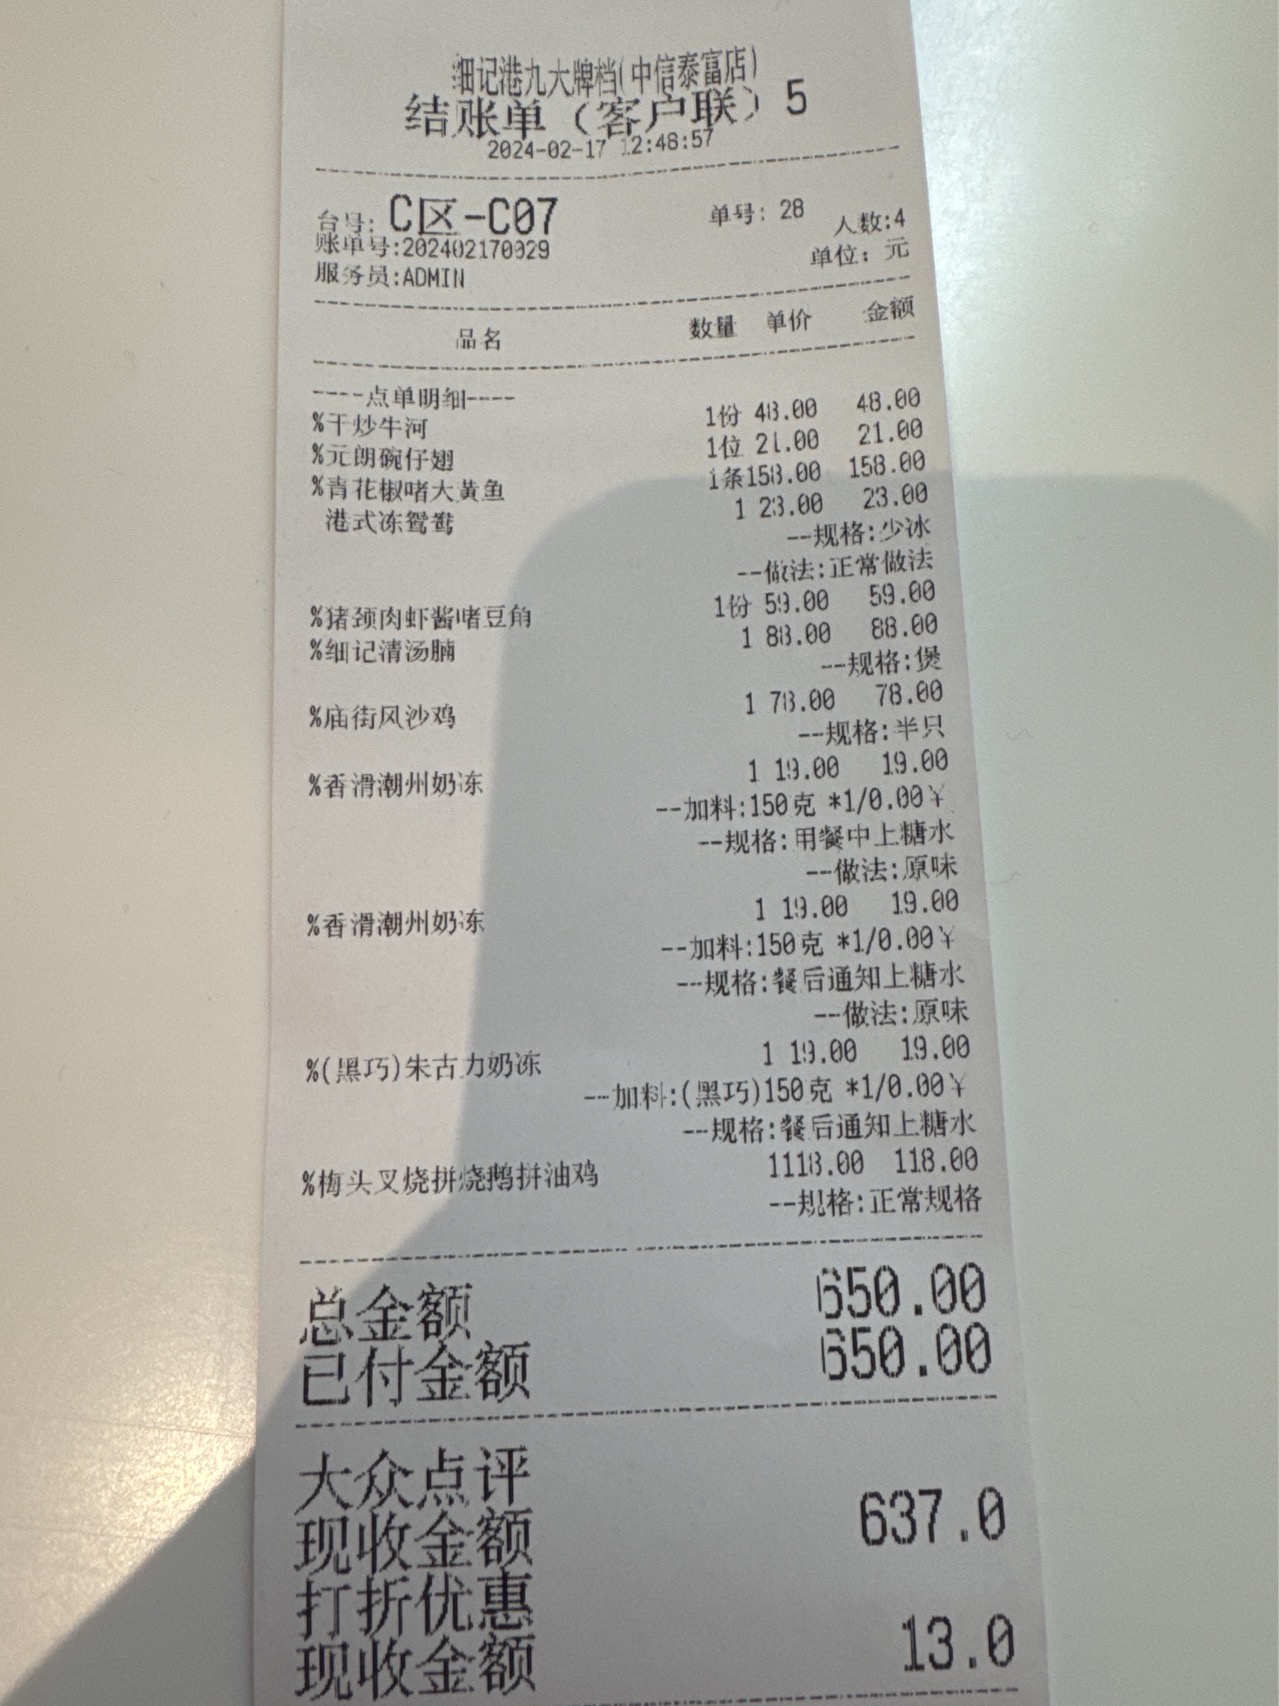 细记港九大牌档(中信泰富店)
结账单（客户联）5
2024-02-17 12:48:57
台号: C区-C07 单号: 28 人数:4
账单号:202402170029 单位: 元
服务员:ADMIN
品名 数量 单价 金额
----点单明细----
%干炒牛河 1份 48.00 48.00
%元朗碗仔翅 1位 21.00 21.00
%青花椒啫大黄鱼 1条158.00 158.00
港式冻鸳鸯 1 23.00 23.00
--规格:少冰
--做法:正常做法
%猪颈肉虾酱啫豆角 1份 59.00 59.00
%细记清汤腩 1 88.00 88.00
--规格:煲
%庙街风沙鸡 1 78.00 78.00
--规格:半只
%香滑潮州奶冻 1 19.00 19.00
--加料:150克 *1/0.00¥
--规格:用餐中上糖水
--做法:原味
%香滑潮州奶冻 1 19.00 19.00
--加料:150克 *1/0.00¥
--规格:餐后通知上糖水
--做法:原味
%(黑巧)朱古力奶冻 1 19.00 19.00
--加料:(黑巧)150克 *1/0.00¥
--规格:餐后通知上糖水
%梅头叉烧拼烧鹅拼油鸡 1118.00 118.00
--规格:正常规格
总金额 650.00
已付金额 650.00
大众点评
现收金额 637.0
打折优惠
现收金额 13.0